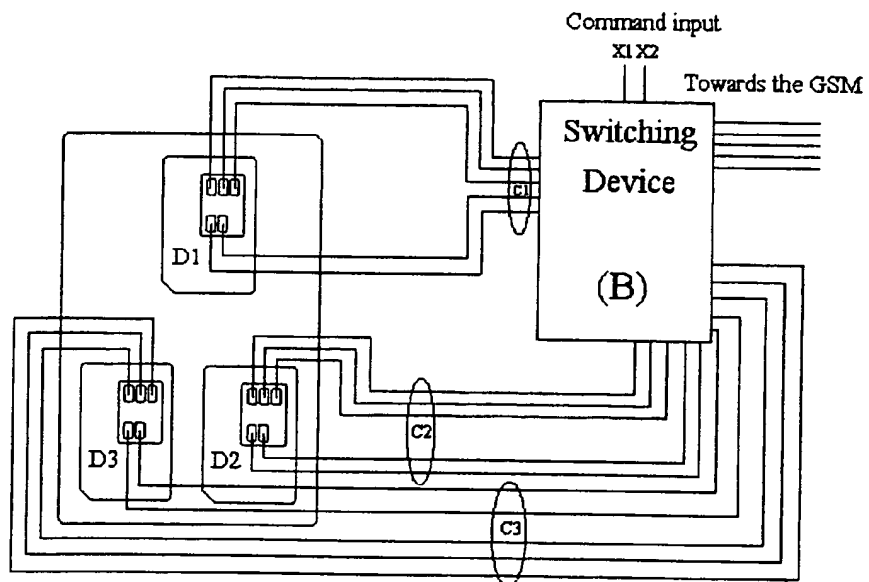 Command input
X1 X2
Towards the GSM
Switching
Device
(B)
C1
D1
D3
D2
C2
C3